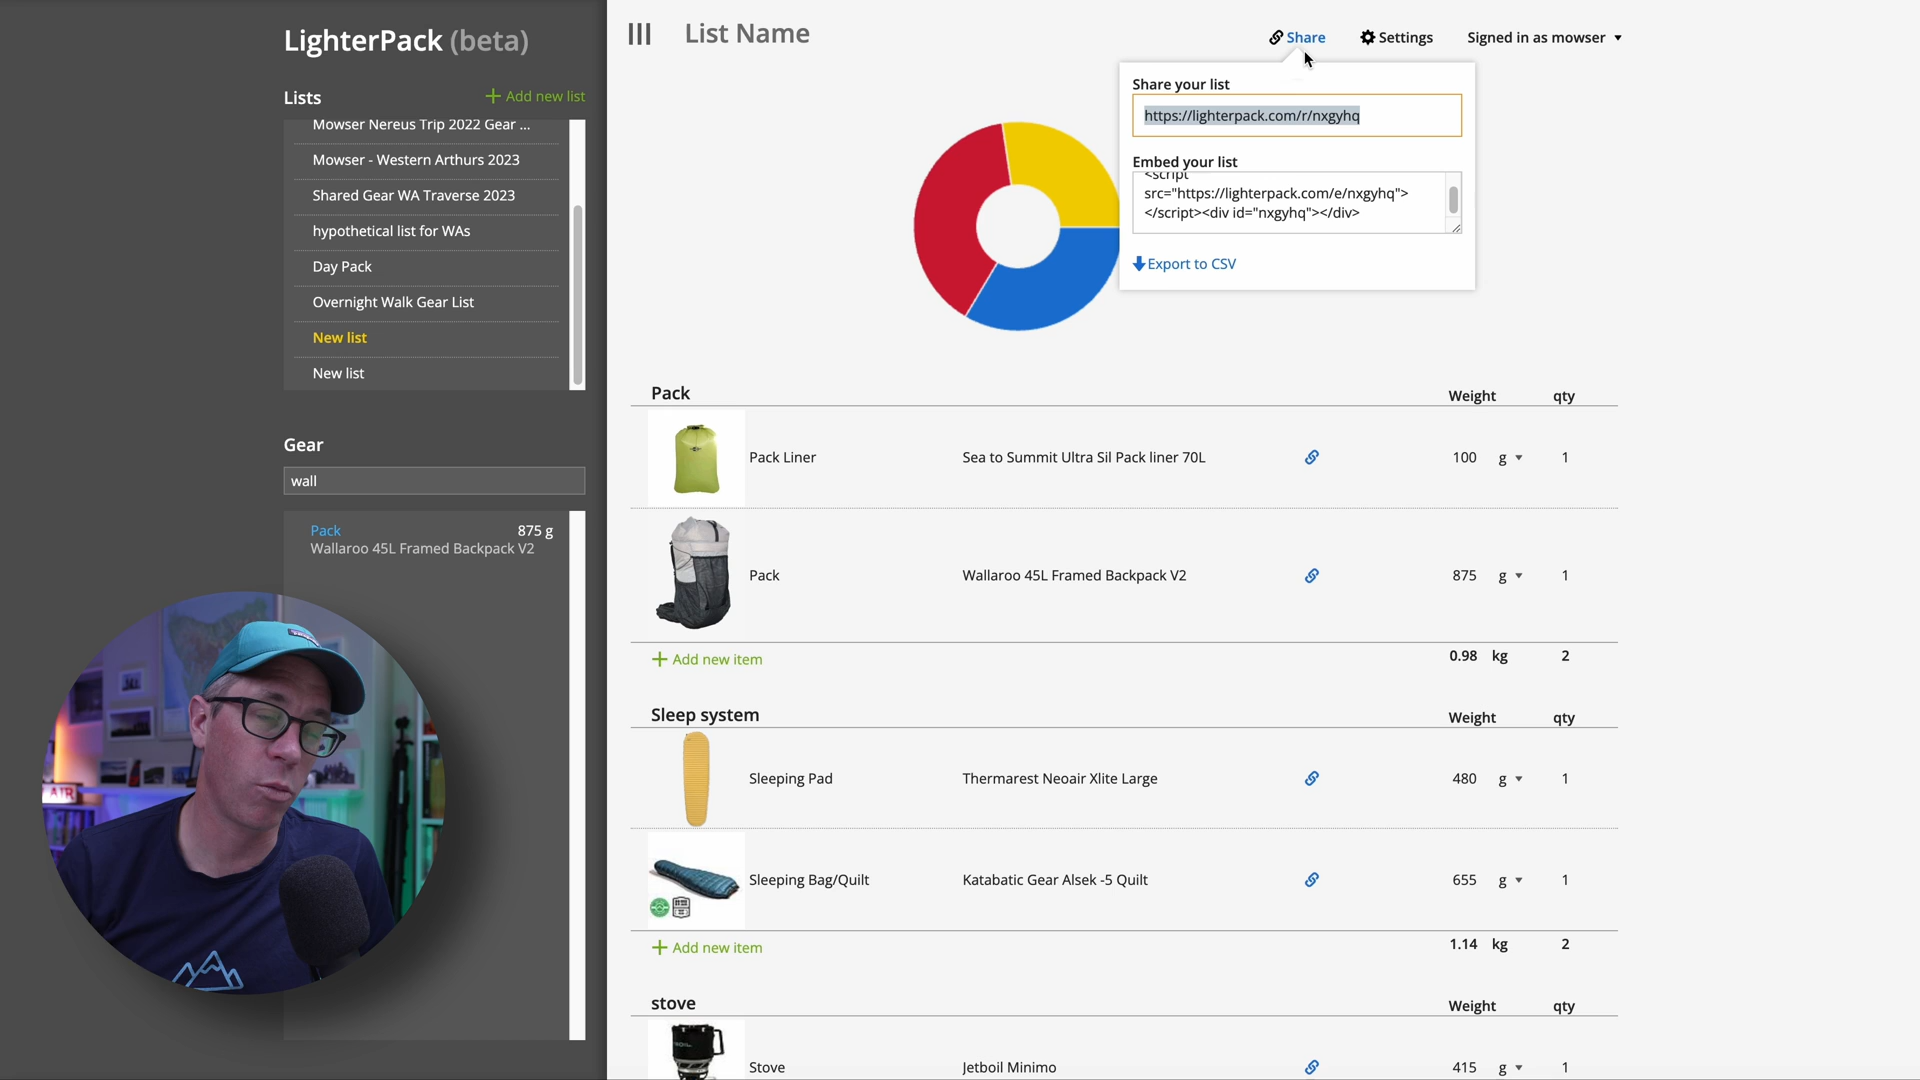 LighterPack (beta)
Lists
Add new list
Mowser Nereus Trip 2022 Gear ...
Mowser - Western Arthurs 2023
Shared Gear WA Traverse 2023
hypothetical list for WAs
Day Pack
Overnight Walk Gear List
New list
New list
Gear
wall
Pack 875 g
Wallaroo 45L Framed Backpack V2
List Name
Share
Settings
Signed in as mowser
Share your list
https://lighterpack.com/r/nxgyhq
Embed your list
<script
src="https://lighterpack.com/e/nxgyhq">
</script><div id="nxgyhq"></div>
Export to CSV
Pack Weight qty
Pack Liner Sea to Summit Ultra Sil Pack liner 70L 100 g 1
Pack Wallaroo 45L Framed Backpack V2 875 g 1
Add new item 0.98 kg 2
Sleep system Weight qty
Sleeping Pad Thermarest Neoair Xlite Large 480 g 1
Sleeping Bag/Quilt Katabatic Gear Alsek -5 Quilt 655 g 1
Add new item 1.14 kg 2
stove Weight qty
Stove Jetboil Minimo 415 g 1
AIR